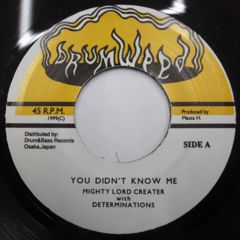 DRUMWEED
45 R.P.M.
1999(C)
Produced by
Masss H.
Distributed by:
Drum&Bass Records
Osaka,Japan
SIDE A
YOU DIDN'T KNOW ME
MIGHTY LORD CREATER
with
DETERMINATIONS